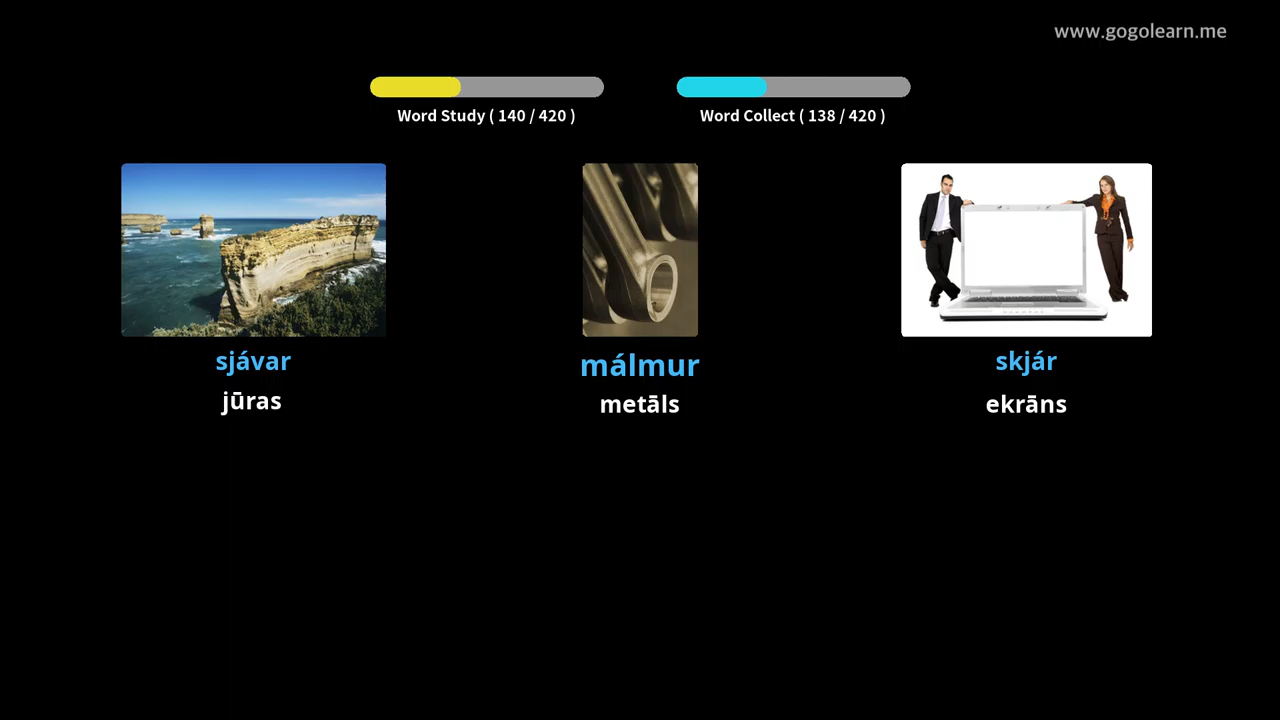 www.gogolearn.me
Word Study ( 140 / 420 )
Word Collect ( 138 / 420 )
sjávar
málmur
skjár
jūras
metāls
ekrāns